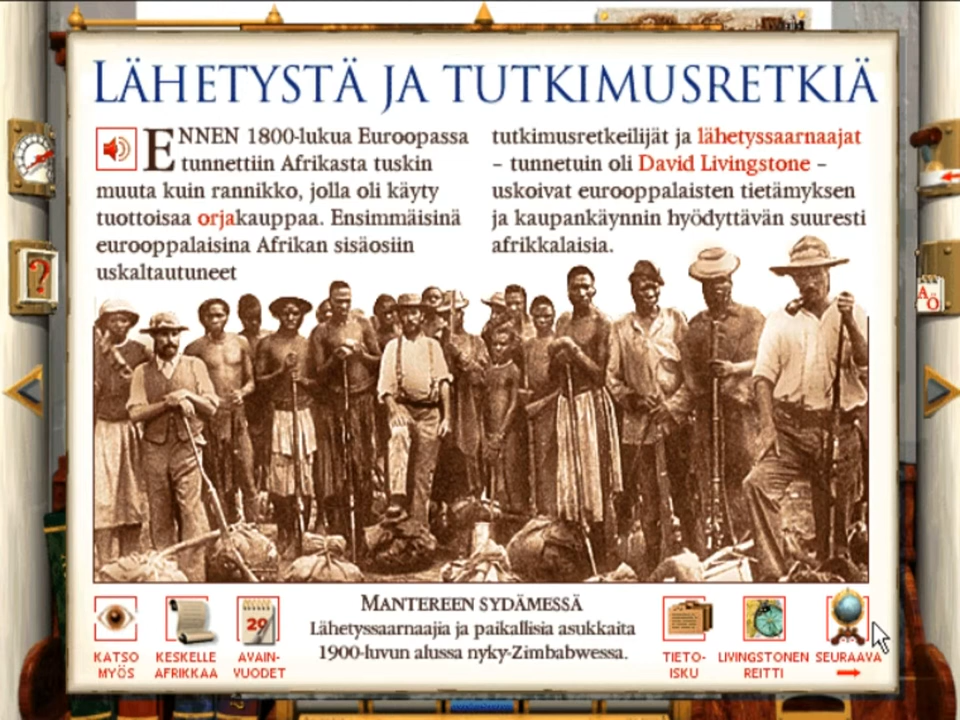 LÄHETYSTÄ JA TUTKIMUSRETKIÄ
ENNEN 1800-lukua Euroopassa
tunnettiin Afrikasta tuskin
muuta kuin rannikko, jolla oli käyty
tuottoisaa orjakauppaa. Ensimmäisinä
eurooppalaisina Afrikan sisäosiin
uskaltautuneet
tutkimusretkeilijät ja lähetyssaarnaajat
– tunnetuin oli David Livingstone –
uskoivat eurooppalaisten tietämyksen
ja kaupankäynnin hyödyttävän suuresti
afrikkalaisia.
MANTEREEN SYDÄMESSÄ
Lähetyssaarnaajia ja paikallisia asukkaita
1900-luvun alussa nyky-Zimbabwessa.
KATSO
MYÖS
KESKELLE
AFRIKKAA
29
AVAIN-
VUODET
TIETO-
ISKU
LIVINGSTONEN
REITTI
SEURAAVA
?
A
Ö